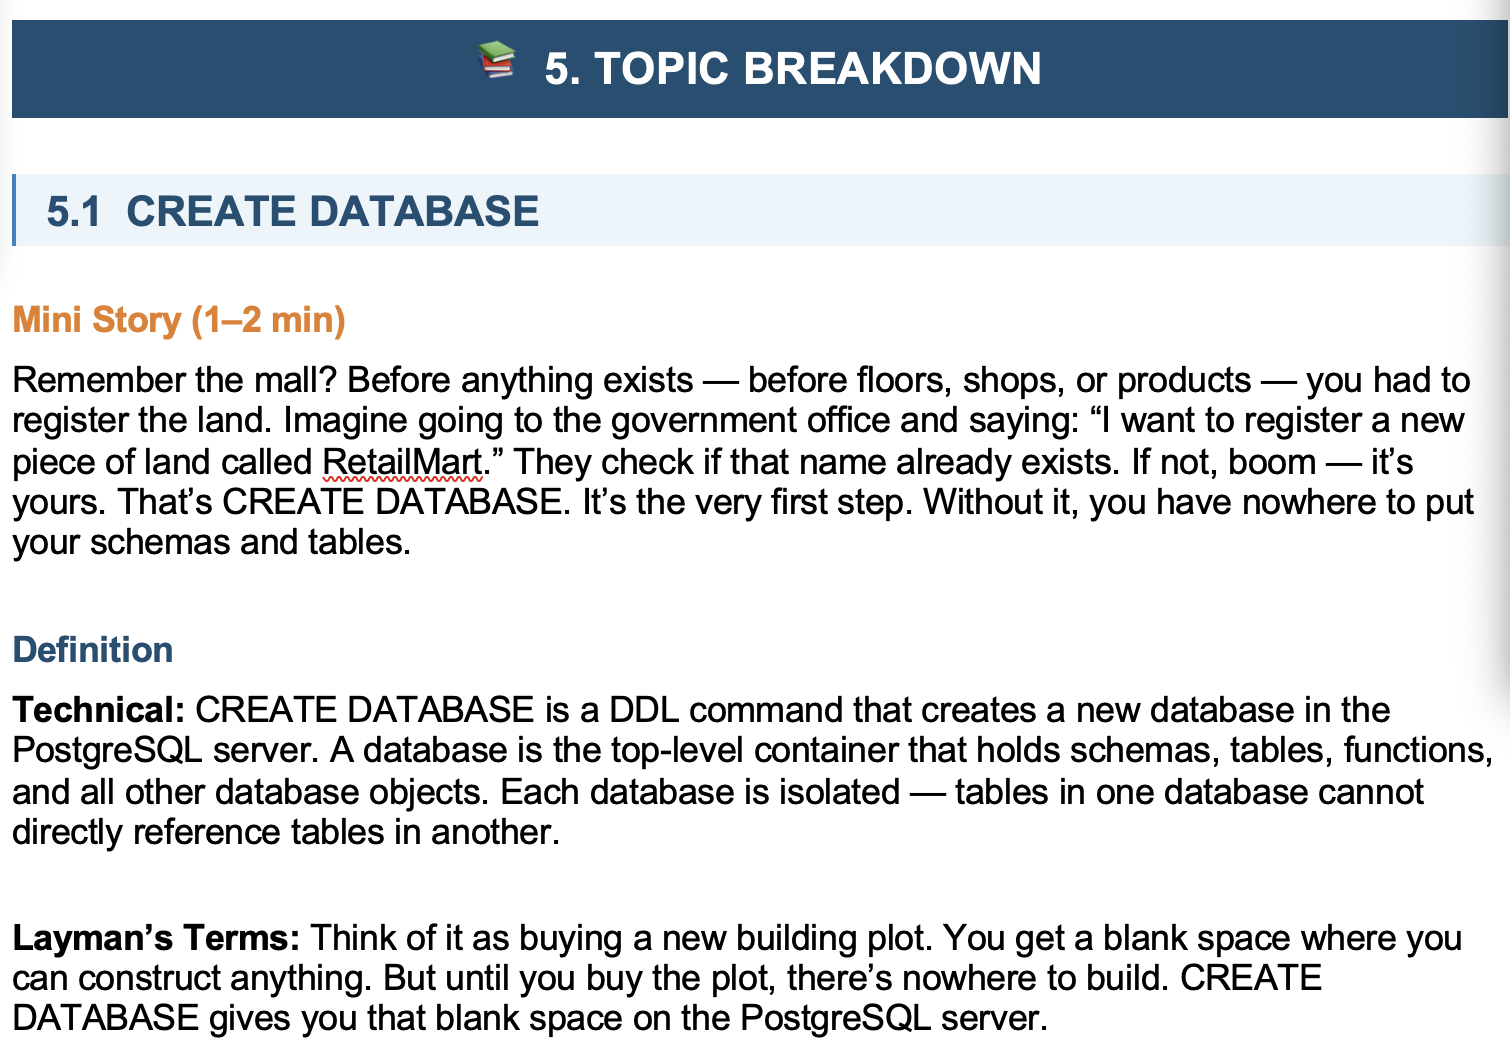 📚 5. TOPIC BREAKDOWN
5.1 CREATE DATABASE
Mini Story (1–2 min)
Remember the mall? Before anything exists — before floors, shops, or products — you had to
register the land. Imagine going to the government office and saying: “I want to register a new
piece of land called RetailMart.” They check if that name already exists. If not, boom — it’s
yours. That’s CREATE DATABASE. It’s the very first step. Without it, you have nowhere to put
your schemas and tables.
Definition
Technical: CREATE DATABASE is a DDL command that creates a new database in the
PostgreSQL server. A database is the top-level container that holds schemas, tables, functions,
and all other database objects. Each database is isolated — tables in one database cannot
directly reference tables in another.
Layman’s Terms: Think of it as buying a new building plot. You get a blank space where you
can construct anything. But until you buy the plot, there’s nowhere to build. CREATE
DATABASE gives you that blank space on the PostgreSQL server.